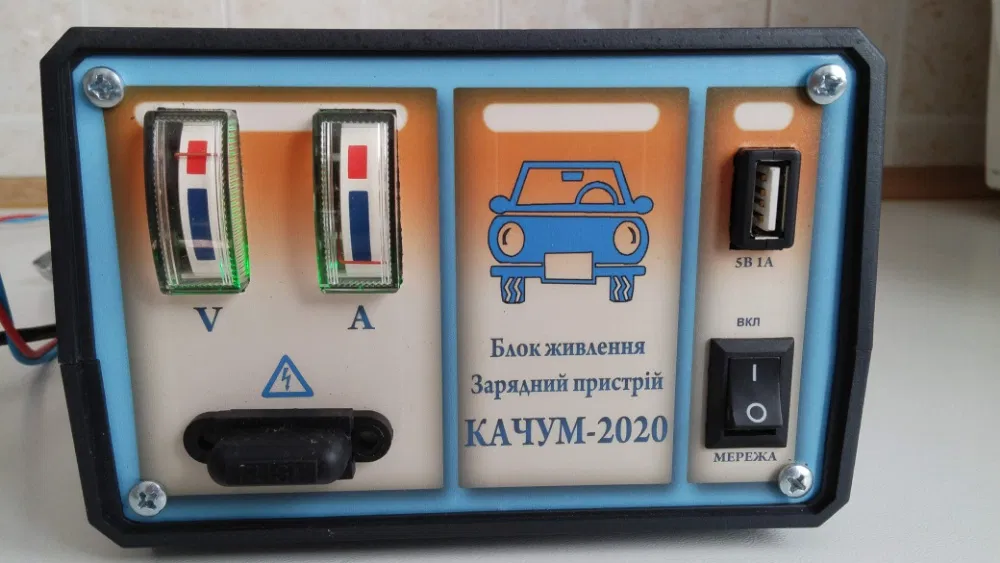 V
A
Блок живлення
Зарядний пристрій
КАЧУМ-2020
5В 1А
ВКЛ
I
O
МЕРЕЖА